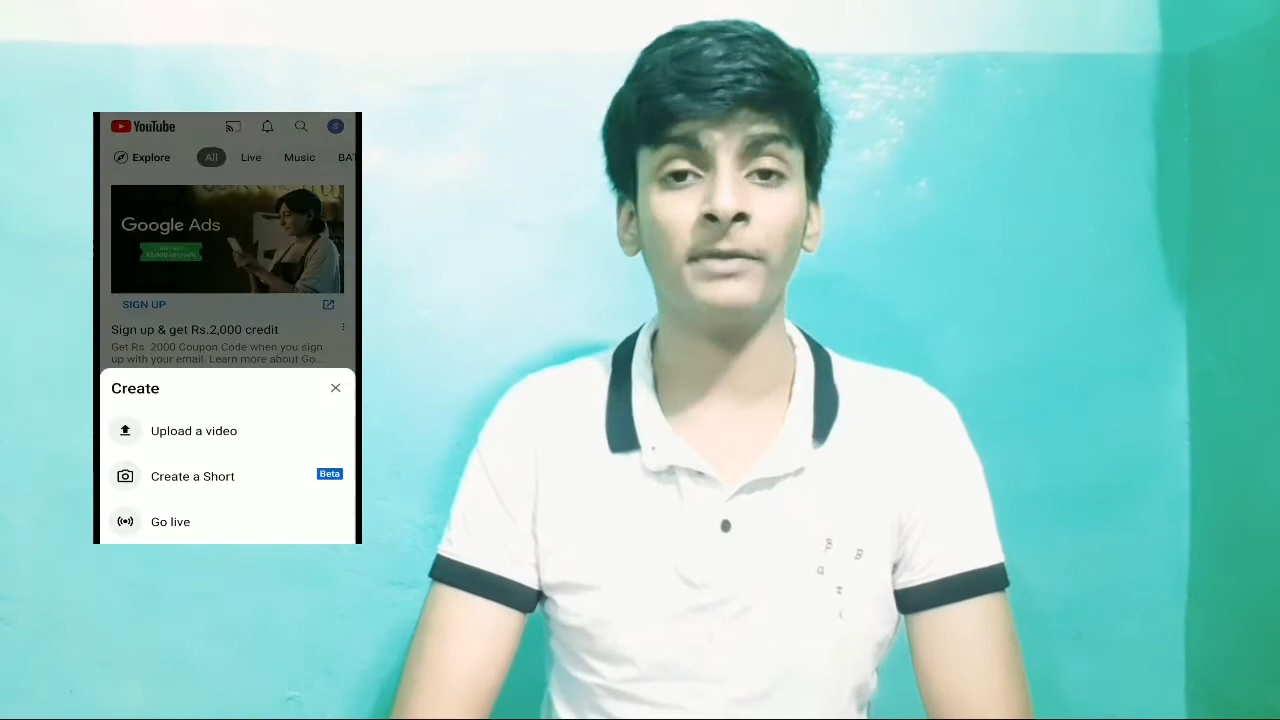 YouTube
S
Explore All Live Music BA
Google Ads
SIGN UP
Sign up & get Rs.2,000 credit
Get Rs. 2000 Coupon Code when you sign
up with your email. Learn more about Go...
Create
Upload a video
Create a Short Beta
Go live